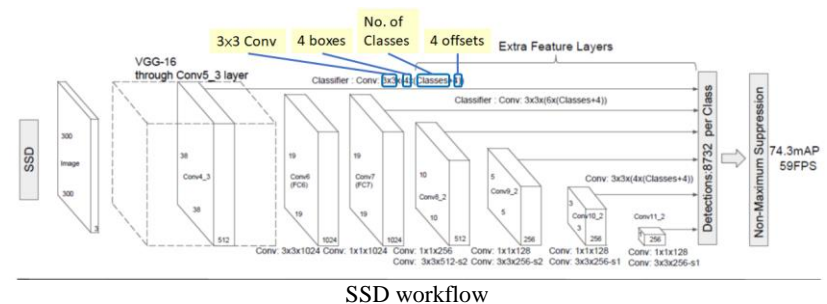 No. of
3x3 Conv 4 boxes Classes 4 offsets
Extra Feature Layers
VGG-16
through Conv5_3 layer
Classifier : Conv: 3x3x(4x(Classes+4))
Classifier : Conv: 3x3x(6x(Classes+4))
SSD
300
Image
300
3
38
Conv4_3
38
512
19
Conv6
(FC6)
19
1024
19
Conv7
(FC7)
19
1024
10
Conv8_2
10
512
5
Conv9_2
5
256
Conv: 3x3x(4x(Classes+4))
3
Conv10_2
3
256
Conv11_2
1
256
Detections:8732 per Class
Non-Maximum Suppression
74.3mAP
59FPS
Conv: 3x3x1024 Conv: 1x1x1024 Conv: 1x1x256 Conv: 1x1x128 Conv: 1x1x128 Conv: 1x1x128
Conv: 3x3x512-s2 Conv: 3x3x256-s2 Conv: 3x3x256-s1 Conv: 3x3x256-s1
SSD workflow